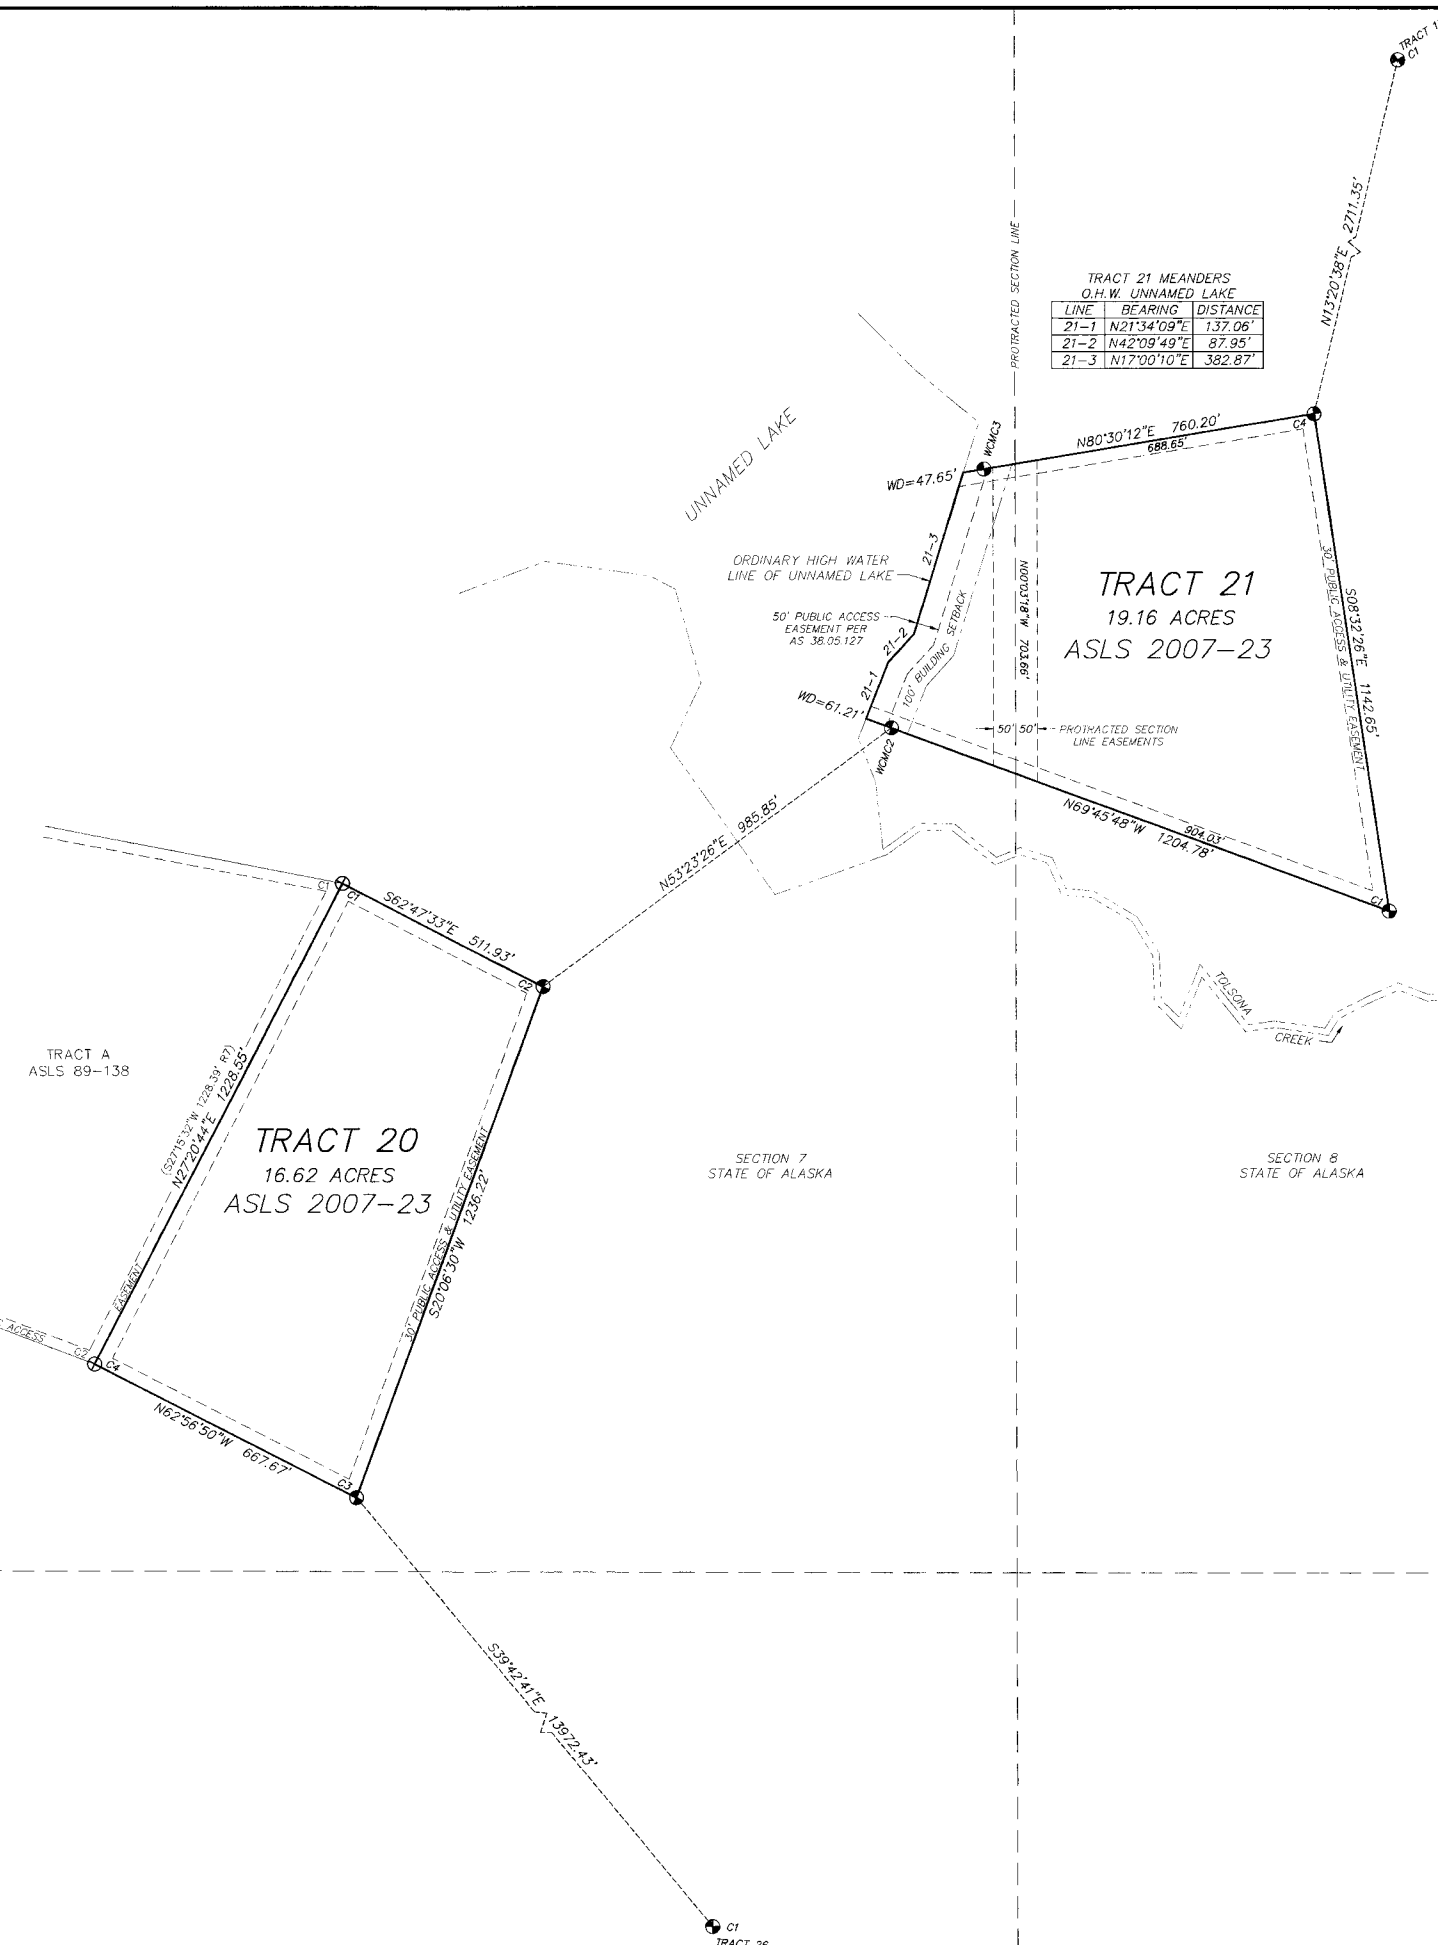 C1
PROTRACTED SECTION LINE
N13°20'38"E 2711.35'
TRACT 21 MEANDERS
O.H.W. UNNAMED LAKE
LINE BEARING DISTANCE
21-1 N21°34'09"E 137.06'
21-2 N42°09'49"E 87.95'
21-3 N17°00'10"E 382.87'
UNNAMED LAKE
WCMC3
N80°30'12"E 760.20'
688.65'
C4
WD=47.65'
21-3
ORDINARY HIGH WATER
LINE OF UNNAMED LAKE
50' PUBLIC ACCESS
EASEMENT PER
AS 38.05.127
21-2
100' BUILDING SETBACK
21-1
WD=61.21'
WCMC2
N00°03'18"W 703.66'
TRACT 21
19.16 ACRES
ASLS 2007-23
30' PUBLIC ACCESS & UTILITY EASEMENT
S08°32'26"E 1142.65'
50' 50'
PROTRACTED SECTION
LINE EASEMENTS
904.03'
N69°45'48"W 1204.78'
C1
N53°23'26"E 985.85'
C1
C1
S62°47'33"E 511.93'
C2
TOLSONA
CREEK
TRACT A
ASLS 89-138
(S27°15'32"W 1228.39' R7)
N27°20'44"E 1228.55'
TRACT 20
16.62 ACRES
ASLS 2007-23
30' PUBLIC ACCESS & UTILITY EASEMENT
S20°06'30"W 1236.22'
SECTION 7
STATE OF ALASKA
SECTION 8
STATE OF ALASKA
EASEMENT
ACCESS
C2
C4
N62°56'50"W 667.67'
C3
S39°42'41"E 13972.43'
C1
TRACT 26